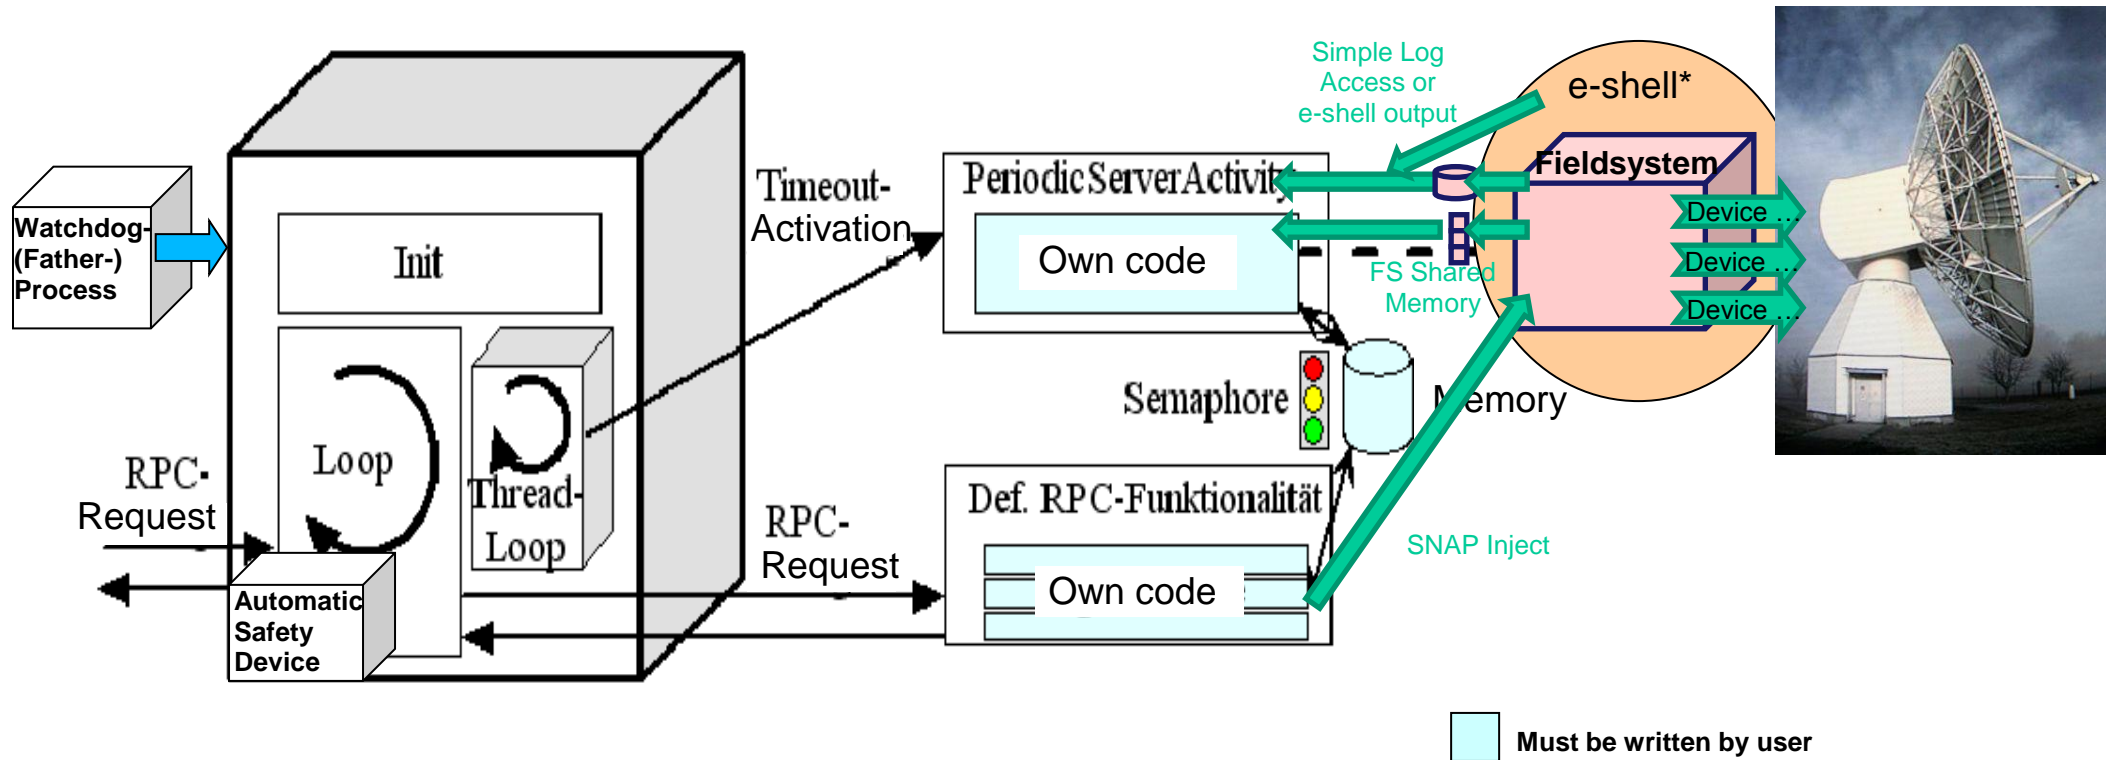 Simple Log
Access or
e-shell output
e-shell*
Fieldsystem
Device ...
Device ...
Device ...
Watchdog-
(Father-)
Process
Init
Timeout-
Activation
PeriodicServerActivity
Own code
FS Shared
Memory
Semaphore
Memory
Loop
Thread-
Loop
RPC-
Request
Automatic
Safety
Device
RPC-
Request
Def. RPC-Funktionalität
Own code
SNAP Inject
Must be written by user